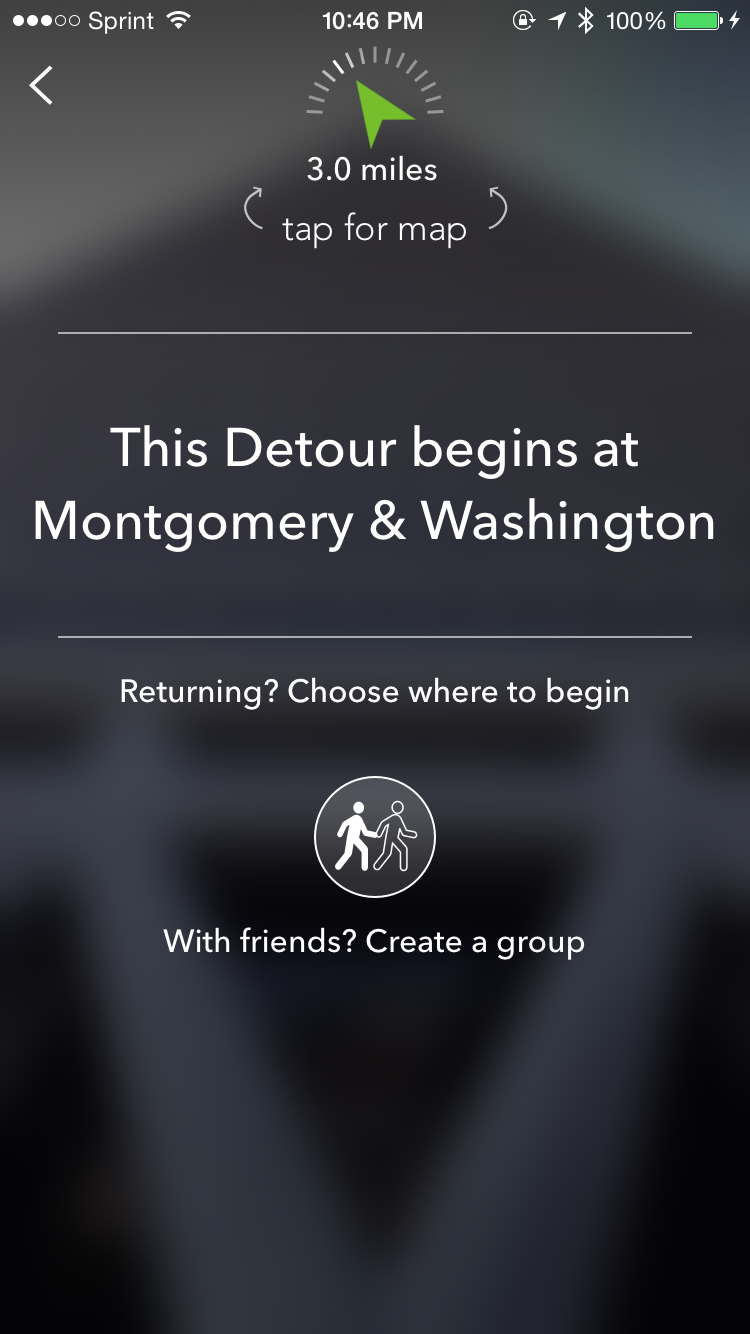 Sprint 10:46 PM 100%
3.0 miles
tap for map
This Detour begins at
Montgomery & Washington
Returning? Choose where to begin
With friends? Create a group